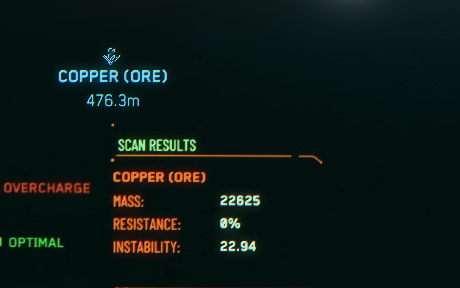 COPPER (ORE)
476.3m
SCAN RESULTS
COPPER (ORE)
OVERCHARGE
MASS: 22625
RESISTANCE: 0%
OPTIMAL
INSTABILITY: 22.94